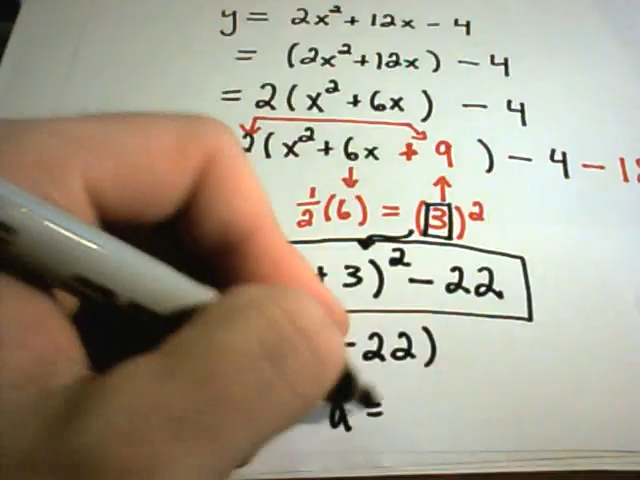 y = 2x² + 12x - 4
= (2x² + 12x) - 4
= 2(x² + 6x ) - 4
(x² + 6x + 9 ) - 4 - 18
½(6) = (3)²
+ 3)² - 22
-22)
a =